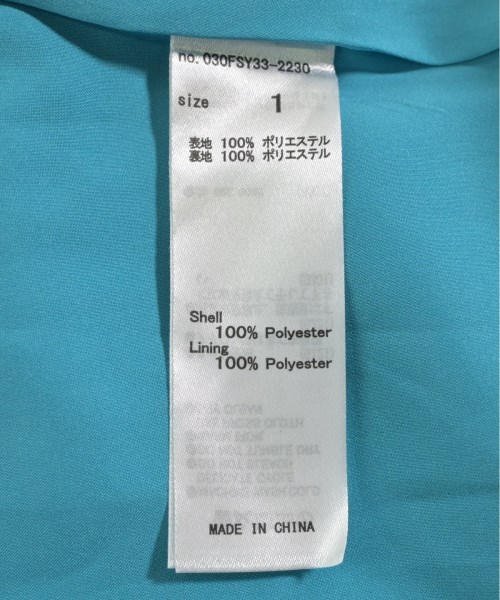 no. 030FSY33-2230
size 1
表地 100% ポリエステル
裏地 100% ポリエステル
Shell
100% Polyester
Lining
100% Polyester
MADE IN CHINA